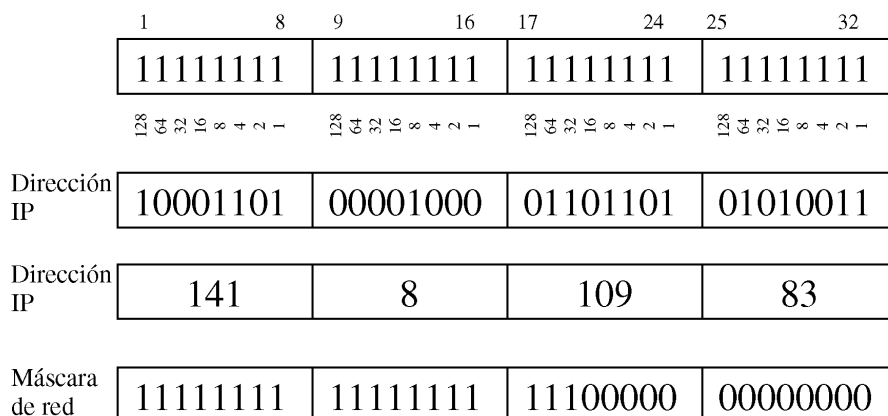 1 8 9 16 17 24 25 32
11111111 11111111 11111111 11111111
128 64 32 16 8 4 2 1 128 64 32 16 8 4 2 1 128 64 32 16 8 4 2 1 128 64 32 16 8 4 2 1
Dirección
IP
10001101 00001000 01101101 01010011
Dirección
IP
141 8 109 83
Máscara
de red
11111111 11111111 11100000 00000000